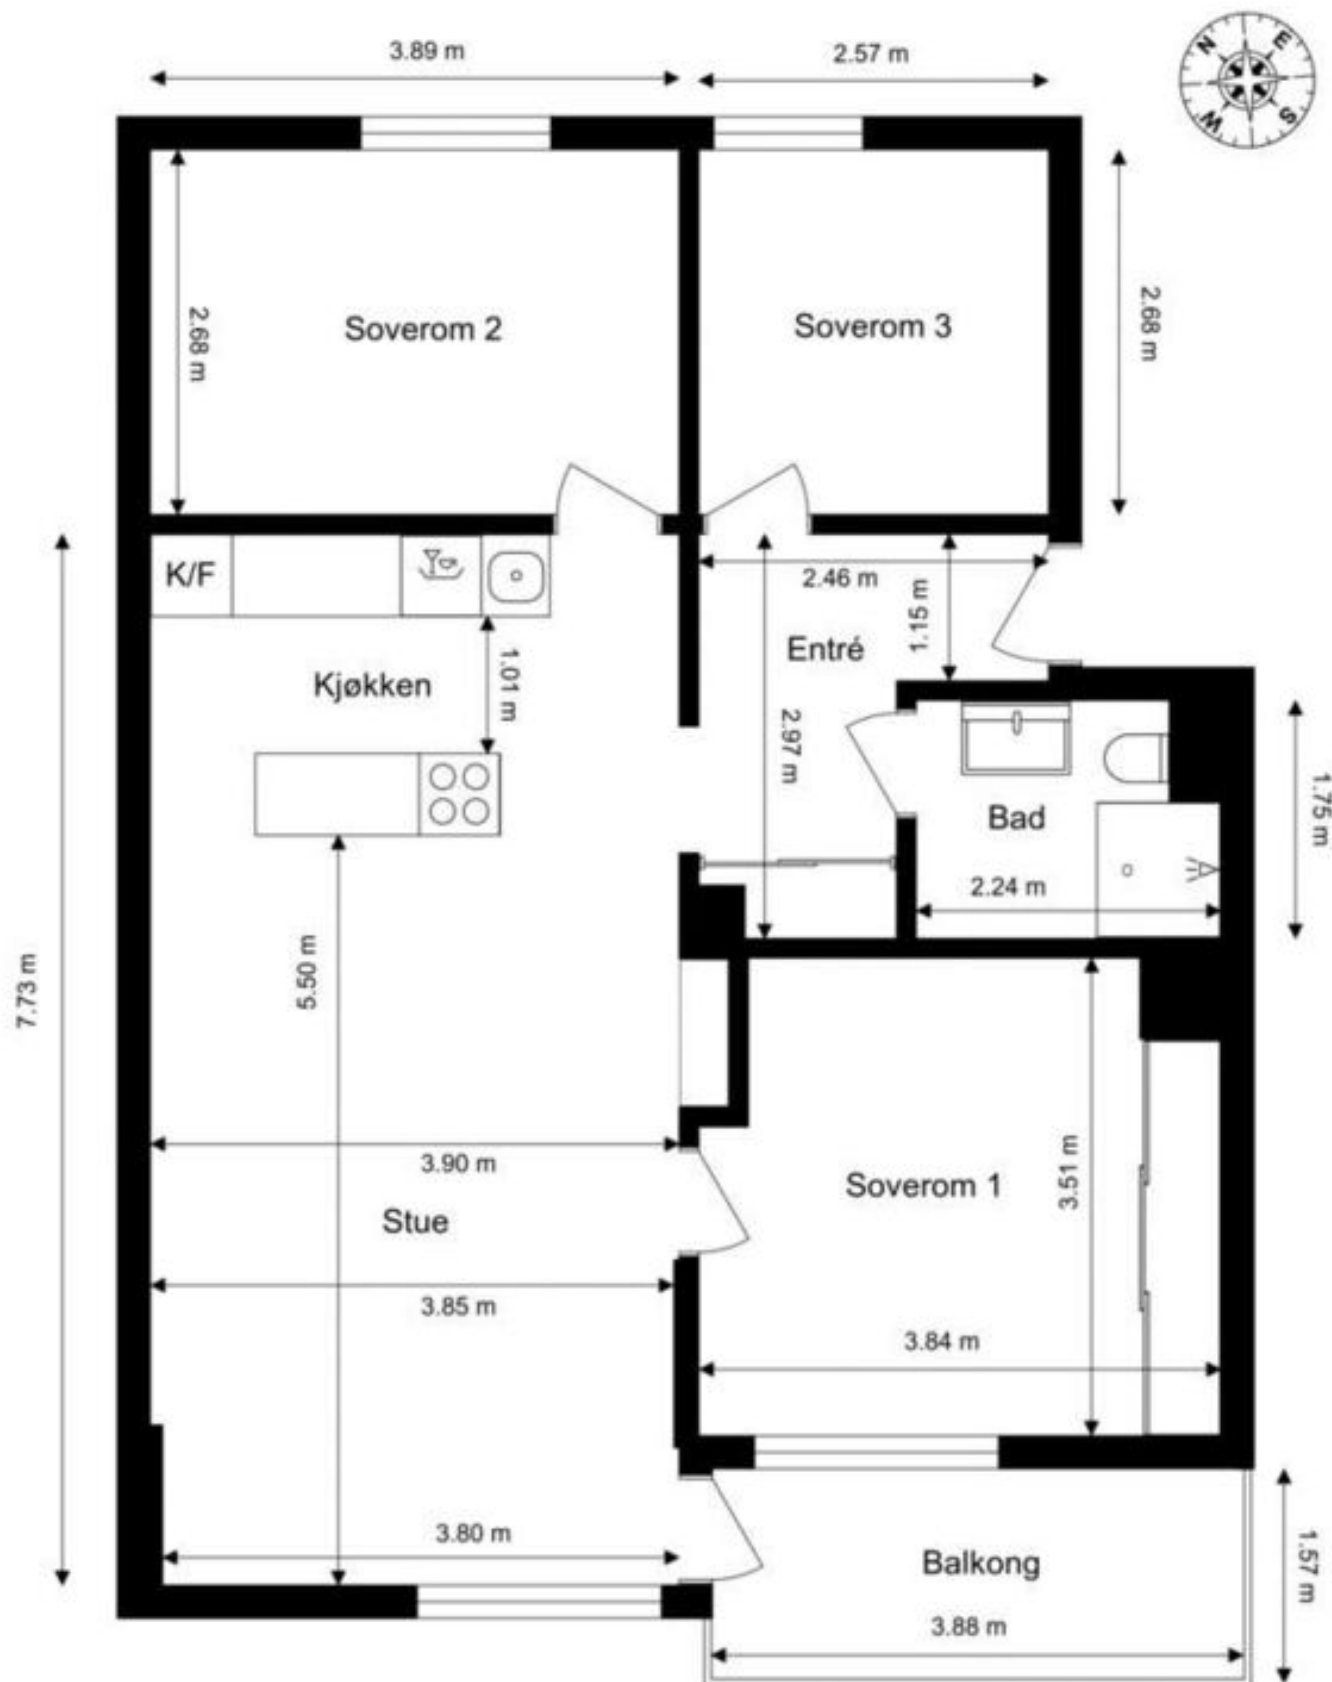 3.89 m
2.57 m
N
E
W
S
2.68 m
Soverom 2
Soverom 3
2.68 m
K/F
2.46 m
1.15 m
Entré
Kjøkken
1.01 m
2.97 m
Bad
1.75 m
2.24 m
7.73 m
5.50 m
3.90 m
Stue
3.85 m
Soverom 1
3.51 m
3.84 m
3.80 m
Balkong
1.57 m
3.88 m